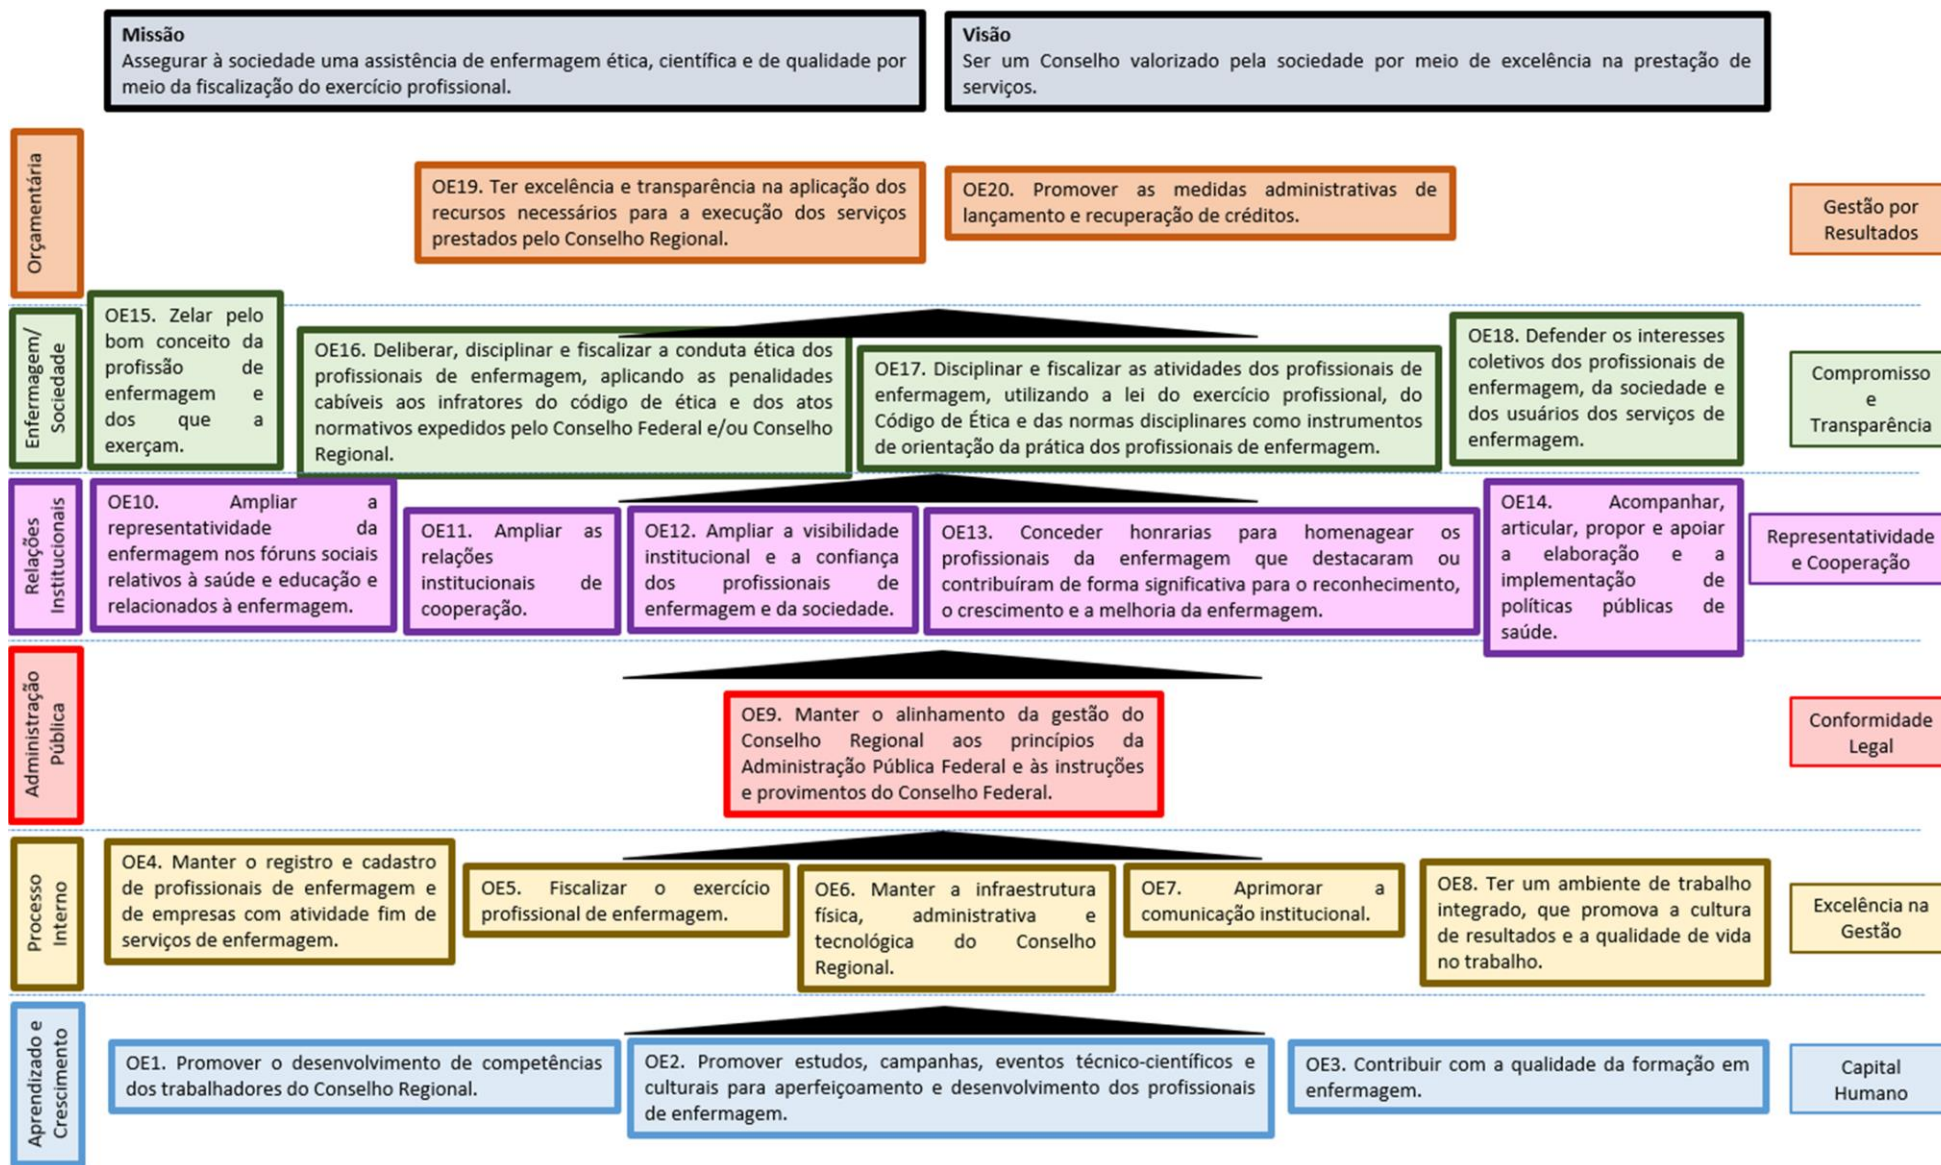 Missão
Assegurar à sociedade uma assistência de enfermagem ética, científica e de qualidade por
meio da fiscalização do exercício profissional.
Visão
Ser um Conselho valorizado pela sociedade por meio de excelência na prestação de
serviços.
Orçamentária
OE19. Ter excelência e transparência na aplicação dos
recursos necessários para a execução dos serviços
prestados pelo Conselho Regional.
OE20. Promover as medidas administrativas de
lançamento e recuperação de créditos.
Gestão por
Resultados
Enfermagem/
Sociedade
OE15. Zelar pelo
bom conceito da
profissão de
enfermagem e
dos que a
exerçam.
OE16. Deliberar, disciplinar e fiscalizar a conduta ética dos
profissionais de enfermagem, aplicando as penalidades
cabíveis aos infratores do código de ética e dos atos
normativos expedidos pelo Conselho Federal e/ou Conselho
Regional.
OE17. Disciplinar e fiscalizar as atividades dos profissionais de
enfermagem, utilizando a lei do exercício profissional, do
Código de Ética e das normas disciplinares como instrumentos
de orientação da prática dos profissionais de enfermagem.
OE18. Defender os interesses
coletivos dos profissionais de
enfermagem, da sociedade e
dos usuários dos serviços de
enfermagem.
Compromisso
e
Transparência
Relações
Institucionais
OE10. Ampliar a
representatividade da
enfermagem nos fóruns sociais
relativos à saúde e educação e
relacionados à enfermagem.
OE11. Ampliar as
relações
institucionais de
cooperação.
OE12. Ampliar a visibilidade
institucional e a confiança
dos profissionais de
enfermagem e da sociedade.
OE13. Conceder honrarias para homenagear os
profissionais da enfermagem que destacaram ou
contribuíram de forma significativa para o reconhecimento,
o crescimento e a melhoria da enfermagem.
OE14. Acompanhar,
articular, propor e apoiar
a elaboração e a
implementação de
políticas públicas de
saúde.
Representatividade
e Cooperação
Administração
Pública
OE9. Manter o alinhamento da gestão do
Conselho Regional aos princípios da
Administração Pública Federal e às instruções
e provimentos do Conselho Federal.
Conformidade
Legal
Processo
Interno
OE4. Manter o registro e cadastro
de profissionais de enfermagem e
de empresas com atividade fim de
serviços de enfermagem.
OE5. Fiscalizar o exercício
profissional de enfermagem.
OE6. Manter a infraestrutura
física, administrativa e
tecnológica do Conselho
Regional.
OE7. Aprimorar a
comunicação institucional.
OE8. Ter um ambiente de trabalho
integrado, que promova a cultura
de resultados e a qualidade de vida
no trabalho.
Excelência na
Gestão
Aprendizado e
Crescimento
OE1. Promover o desenvolvimento de competências
dos trabalhadores do Conselho Regional.
OE2. Promover estudos, campanhas, eventos técnico-científicos e
culturais para aperfeiçoamento e desenvolvimento dos profissionais
de enfermagem.
OE3. Contribuir com a qualidade da formação em
enfermagem.
Capital
Humano